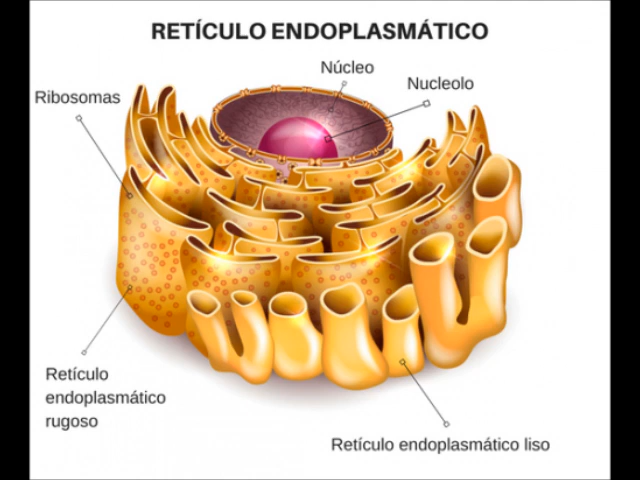 RETÍCULO ENDOPLASMÁTICO
Núcleo
Nucleolo
Ribosomas
Retículo
endoplasmático
rugoso
Retículo endoplasmático liso